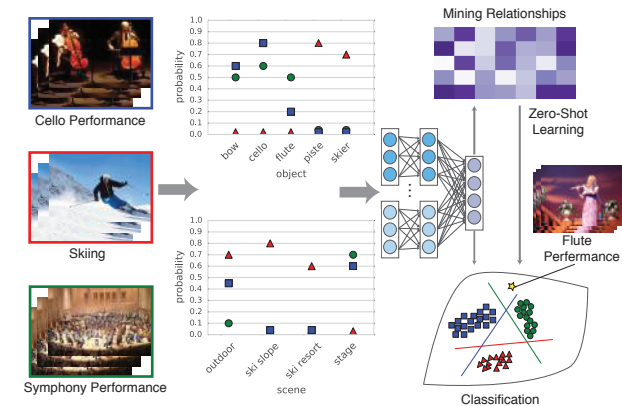 Cello Performance
Skiing
Symphony Performance
probability
1.0
0.9
0.8
0.7
0.6
0.5
0.4
0.3
0.2
0.1
0.0
bow
cello
flute
piste
skier
object
probability
1.0
0.9
0.8
0.7
0.6
0.5
0.4
0.3
0.2
0.1
0.0
outdoor
ski slope
ski resort
stage
scene
Mining Relationships
Zero-Shot
Learning
Flute
Performance
Classification